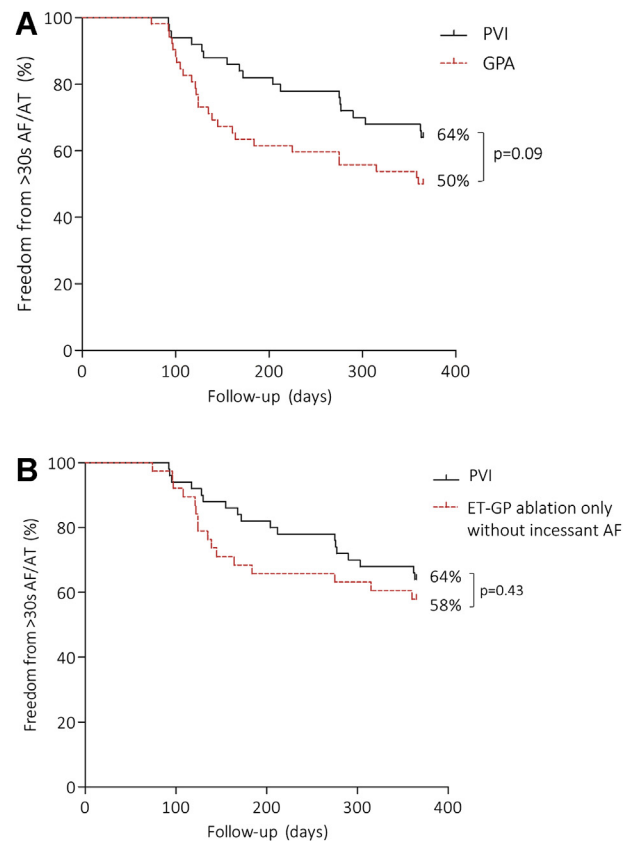 A
Freedom from >30s AF/AT (%)
100
80
60
40
20
0
0 100 200 300 400
Follow-up (days)
PVI
GPA
64%
p=0.09
50%
B
Freedom from >30s AF/AT (%)
100
80
60
40
20
0
0 100 200 300 400
Follow-up (days)
PVI
ET-GP ablation only
without incessant AF
64%
p=0.43
58%